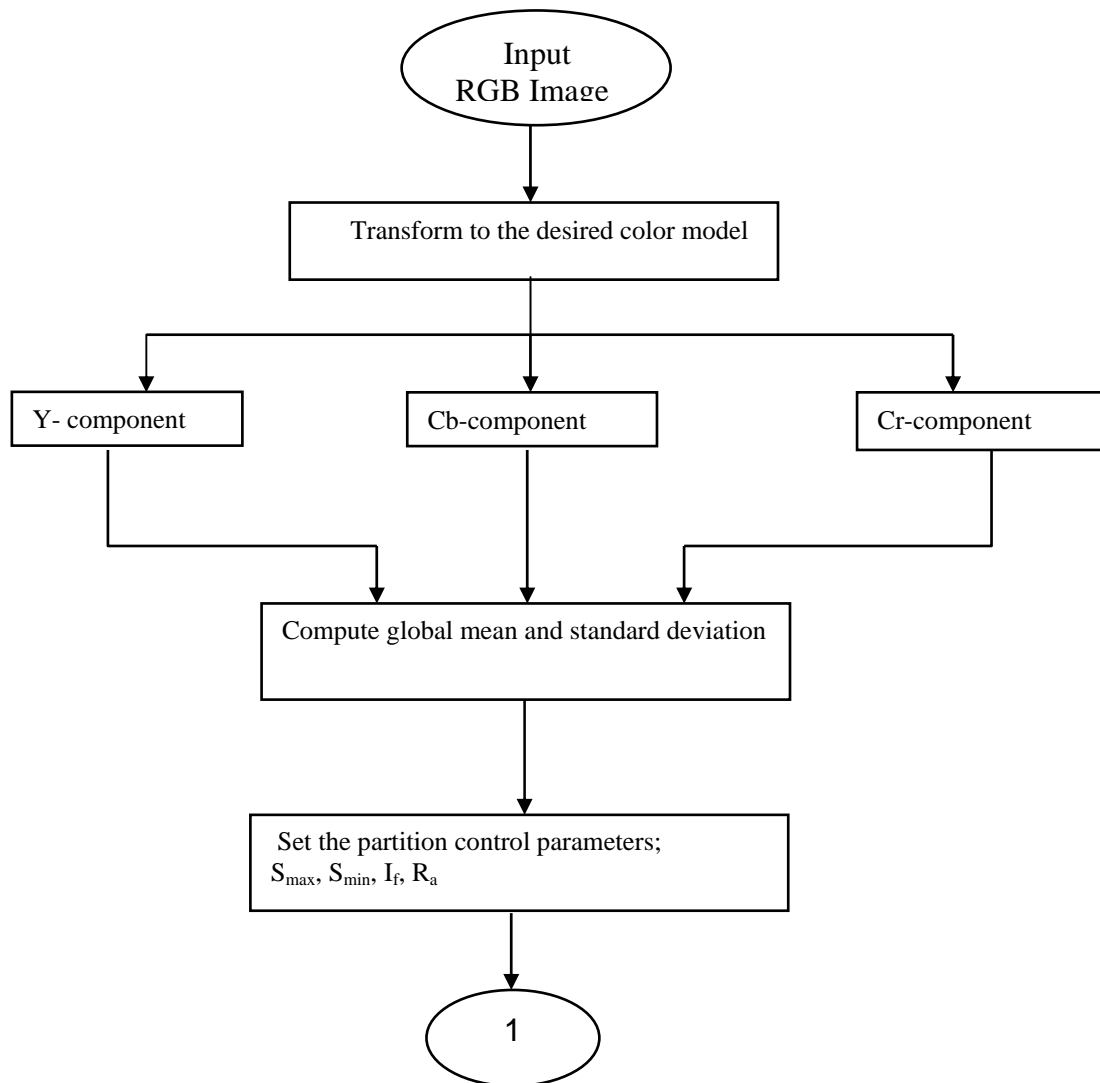 Input
RGB Image
Transform to the desired color model
Y- component
Cb-component
Cr-component
Compute global mean and standard deviation
Set the partition control parameters;
Smax, Smin, If, Ra
1